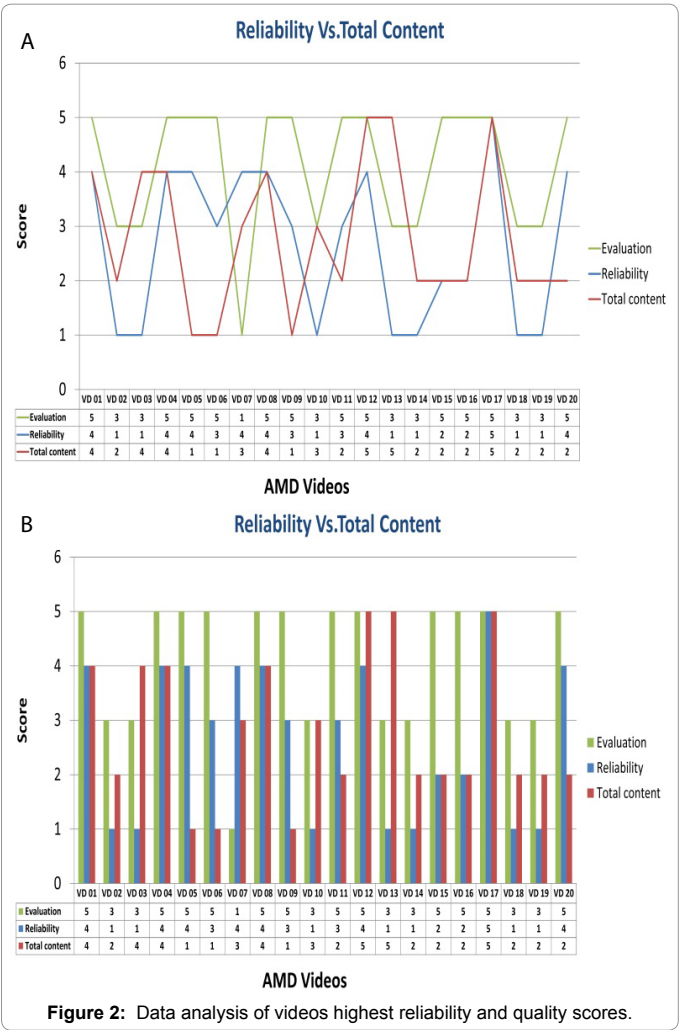 A
Reliability Vs.Total Content
6
5
4
3
2
1
0
Score
Evaluation
Reliability
Total content
VD 01 VD 02 VD 03 VD 04 VD 05 VD 06 VD 07 VD 08 VD 09 VD 10 VD 11 VD 12 VD 13 VD 14 VD 15 VD 16 VD 17 VD 18 VD 19 VD 20
Evaluation 5 3 3 5 5 5 1 5 5 3 5 5 3 3 5 5 5 3 3 5
Reliability 4 1 1 4 4 3 4 4 3 1 3 4 1 1 2 2 5 1 1 4
Total content 4 2 4 4 1 1 3 4 1 3 2 5 5 2 2 2 5 2 2 2
AMD Videos
B
Reliability Vs.Total Content
6
5
4
3
2
1
0
Score
Evaluation
Reliability
Total content
VD 01 VD 02 VD 03 VD 04 VD 05 VD 06 VD 07 VD 08 VD 09 VD 10 VD 11 VD 12 VD 13 VD 14 VD 15 VD 16 VD 17 VD 18 VD 19 VD 20
Evaluation 5 3 3 5 5 5 1 5 5 3 5 5 3 3 5 5 5 3 3 5
Reliability 4 1 1 4 4 3 4 4 3 1 3 4 1 1 2 2 5 1 1 4
Total content 4 2 4 4 1 1 3 4 1 3 2 5 5 2 2 2 5 2 2 2
AMD Videos
Figure 2: Data analysis of videos highest reliability and quality scores.